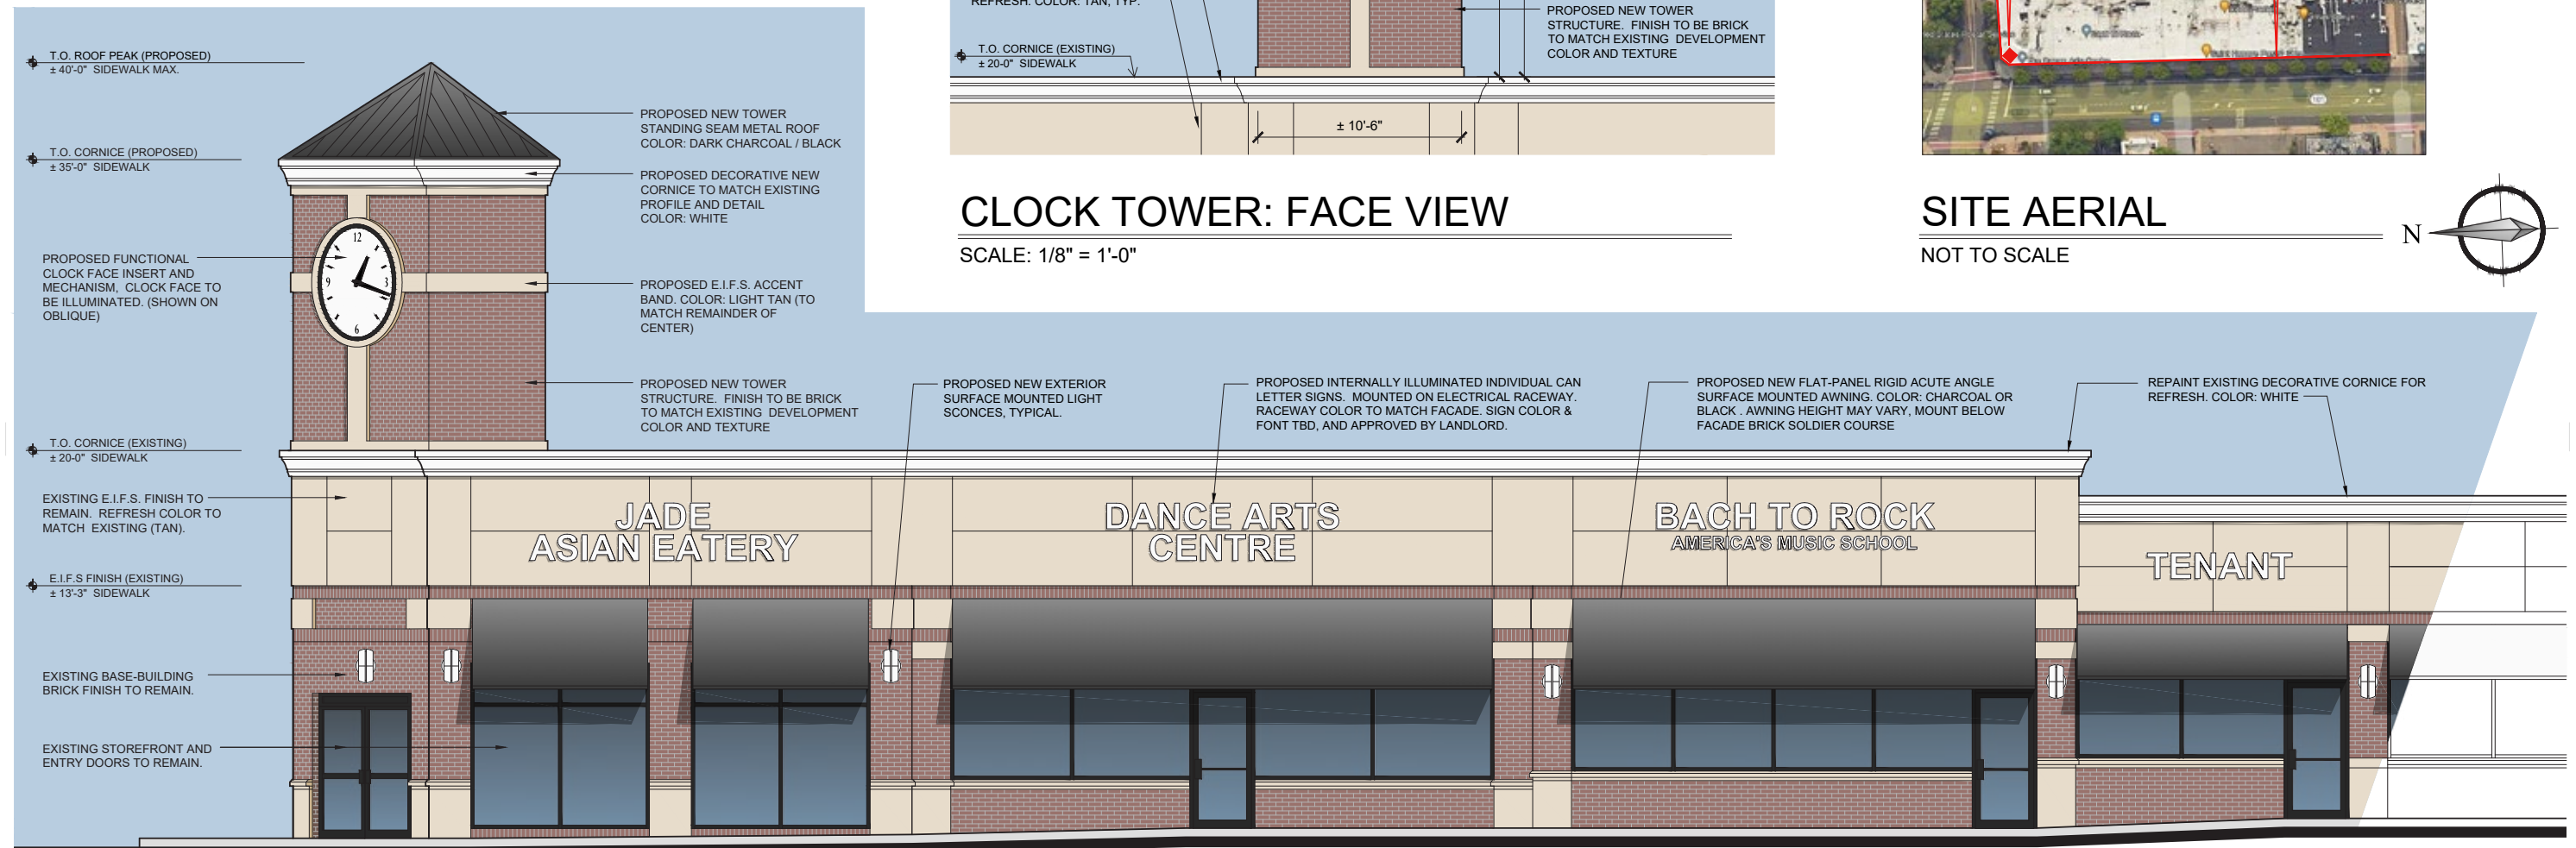 T.O. ROOF PEAK (PROPOSED)
± 40'-0" SIDEWALK MAX.
T.O. CORNICE (PROPOSED)
± 35'-0" SIDEWALK
PROPOSED FUNCTIONAL
CLOCK FACE INSERT AND
MECHANISM, CLOCK FACE TO
BE ILLUMINATED. (SHOWN ON
OBLIQUE)
T.O. CORNICE (EXISTING)
± 20-0" SIDEWALK
EXISTING E.I.F.S. FINISH TO
REMAIN. REFRESH COLOR TO
MATCH EXISTING (TAN).
E.I.F.S FINISH (EXISTING)
± 13'-3" SIDEWALK
EXISTING BASE-BUILDING
BRICK FINISH TO REMAIN.
EXISTING STOREFRONT AND
ENTRY DOORS TO REMAIN.
12
9
3
6
PROPOSED NEW TOWER
STANDING SEAM METAL ROOF
COLOR: DARK CHARCOAL / BLACK
PROPOSED DECORATIVE NEW
CORNICE TO MATCH EXISTING
PROFILE AND DETAIL
COLOR: WHITE
PROPOSED E.I.F.S. ACCENT
BAND. COLOR: LIGHT TAN (TO
MATCH REMAINDER OF
CENTER)
PROPOSED NEW TOWER
STRUCTURE. FINISH TO BE BRICK
TO MATCH EXISTING DEVELOPMENT
COLOR AND TEXTURE
REFRESH. COLOR: TAN, TYP.
T.O. CORNICE (EXISTING)
± 20-0" SIDEWALK
± 10'-6"
PROPOSED NEW TOWER
STRUCTURE. FINISH TO BE BRICK
TO MATCH EXISTING DEVELOPMENT
COLOR AND TEXTURE
CLOCK TOWER: FACE VIEW
SCALE: 1/8" = 1'-0"
SITE AERIAL
NOT TO SCALE
N
PROPOSED NEW EXTERIOR
SURFACE MOUNTED LIGHT
SCONCES, TYPICAL.
PROPOSED INTERNALLY ILLUMINATED INDIVIDUAL CAN
LETTER SIGNS. MOUNTED ON ELECTRICAL RACEWAY.
RACEWAY COLOR TO MATCH FACADE. SIGN COLOR &
FONT TBD, AND APPROVED BY LANDLORD.
PROPOSED NEW FLAT-PANEL RIGID ACUTE ANGLE
SURFACE MOUNTED AWNING. COLOR: CHARCOAL OR
BLACK . AWNING HEIGHT MAY VARY, MOUNT BELOW
FACADE BRICK SOLDIER COURSE
REPAINT EXISTING DECORATIVE CORNICE FOR
REFRESH. COLOR: WHITE
JADE
ASIAN EATERY
DANCE ARTS
CENTRE
BACH TO ROCK
AMERICA'S MUSIC SCHOOL
TENANT